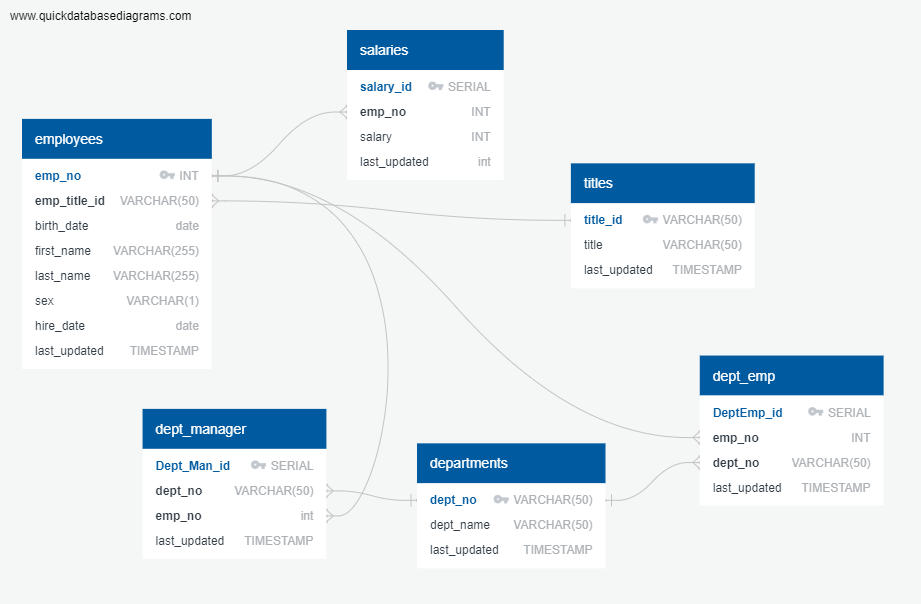 www.quickdatabasediagrams.com
salaries
salary_id SERIAL
emp_no INT
salary INT
last_updated int
employees
emp_no INT
emp_title_id VARCHAR(50)
birth_date date
first_name VARCHAR(255)
last_name VARCHAR(255)
sex VARCHAR(1)
hire_date date
last_updated TIMESTAMP
titles
title_id VARCHAR(50)
title VARCHAR(50)
last_updated TIMESTAMP
dept_emp
DeptEmp_id SERIAL
emp_no INT
dept_no VARCHAR(50)
last_updated TIMESTAMP
dept_manager
Dept_Man_id SERIAL
dept_no VARCHAR(50)
emp_no int
last_updated TIMESTAMP
departments
dept_no VARCHAR(50)
dept_name VARCHAR(50)
last_updated TIMESTAMP